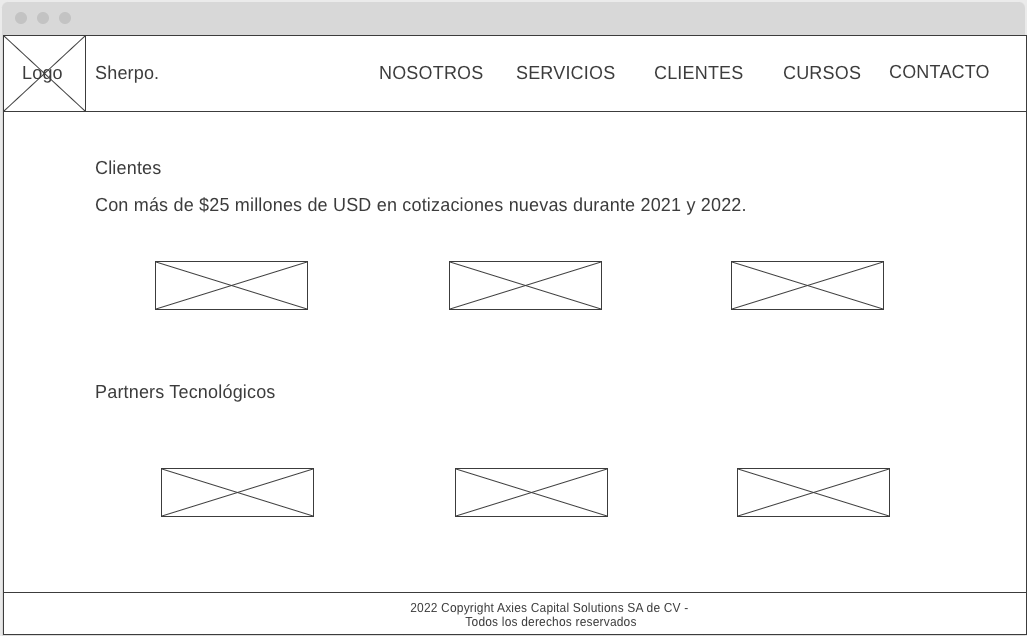 Logo
Sherpo.
NOSOTROS
SERVICIOS
CLIENTES
CURSOS
CONTACTO
Clientes
Con más de $25 millones de USD en cotizaciones nuevas durante 2021 y 2022.
Partners Tecnológicos
2022 Copyright Axies Capital Solutions SA de CV -
Todos los derechos reservados